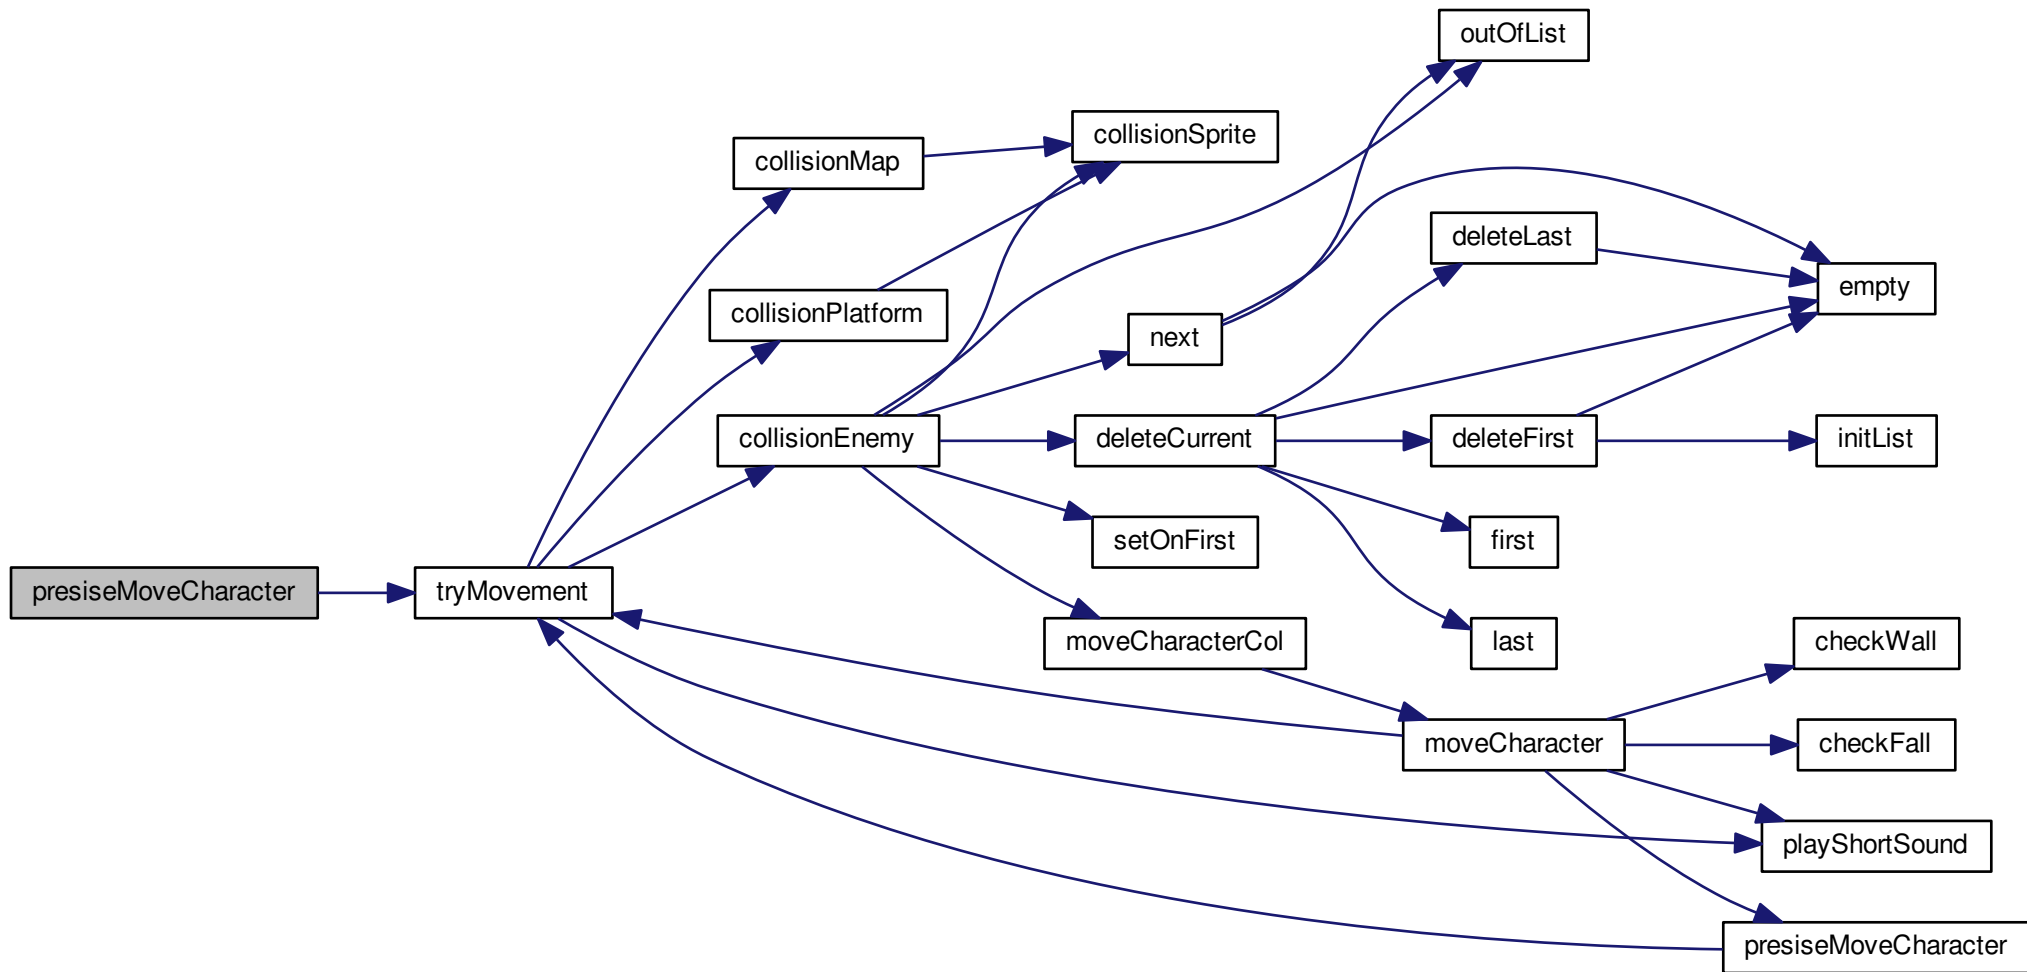 outOfList
collisionSprite
collisionMap
deleteLast
empty
collisionPlatform
next
collisionEnemy
deleteCurrent
deleteFirst
initList
setOnFirst
first
presiseMoveCharacter
tryMovement
moveCharacterCol
last
checkWall
moveCharacter
checkFall
playShortSound
presiseMoveCharacter